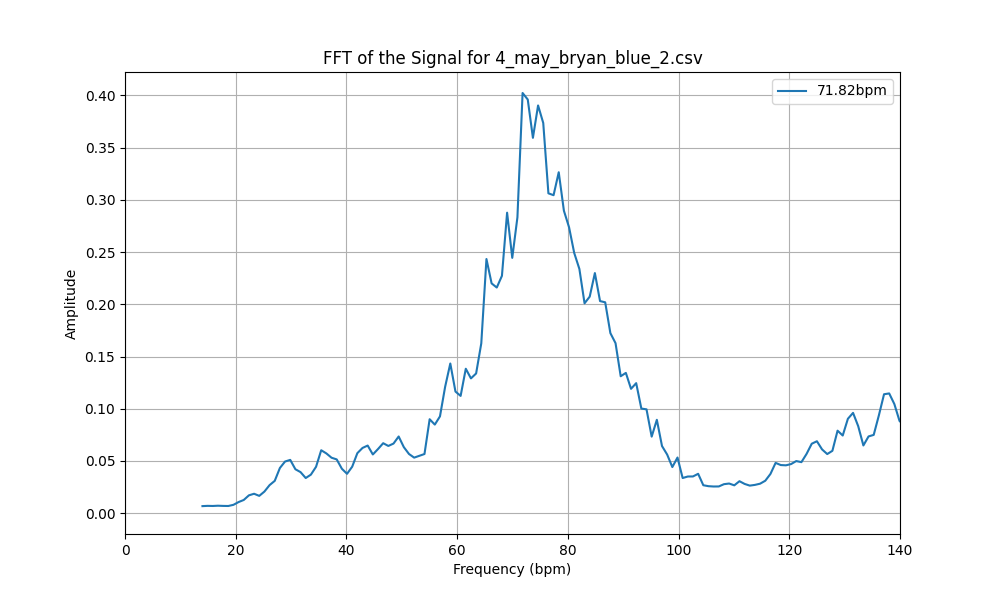 FFT of the Signal for 4_may_bryan_blue_2.csv
71.82bpm
0.40
0.35
0.30
0.25
0.20
0.15
0.10
0.05
0.00
Amplitude
0 20 40 60 80 100 120 140
Frequency (bpm)